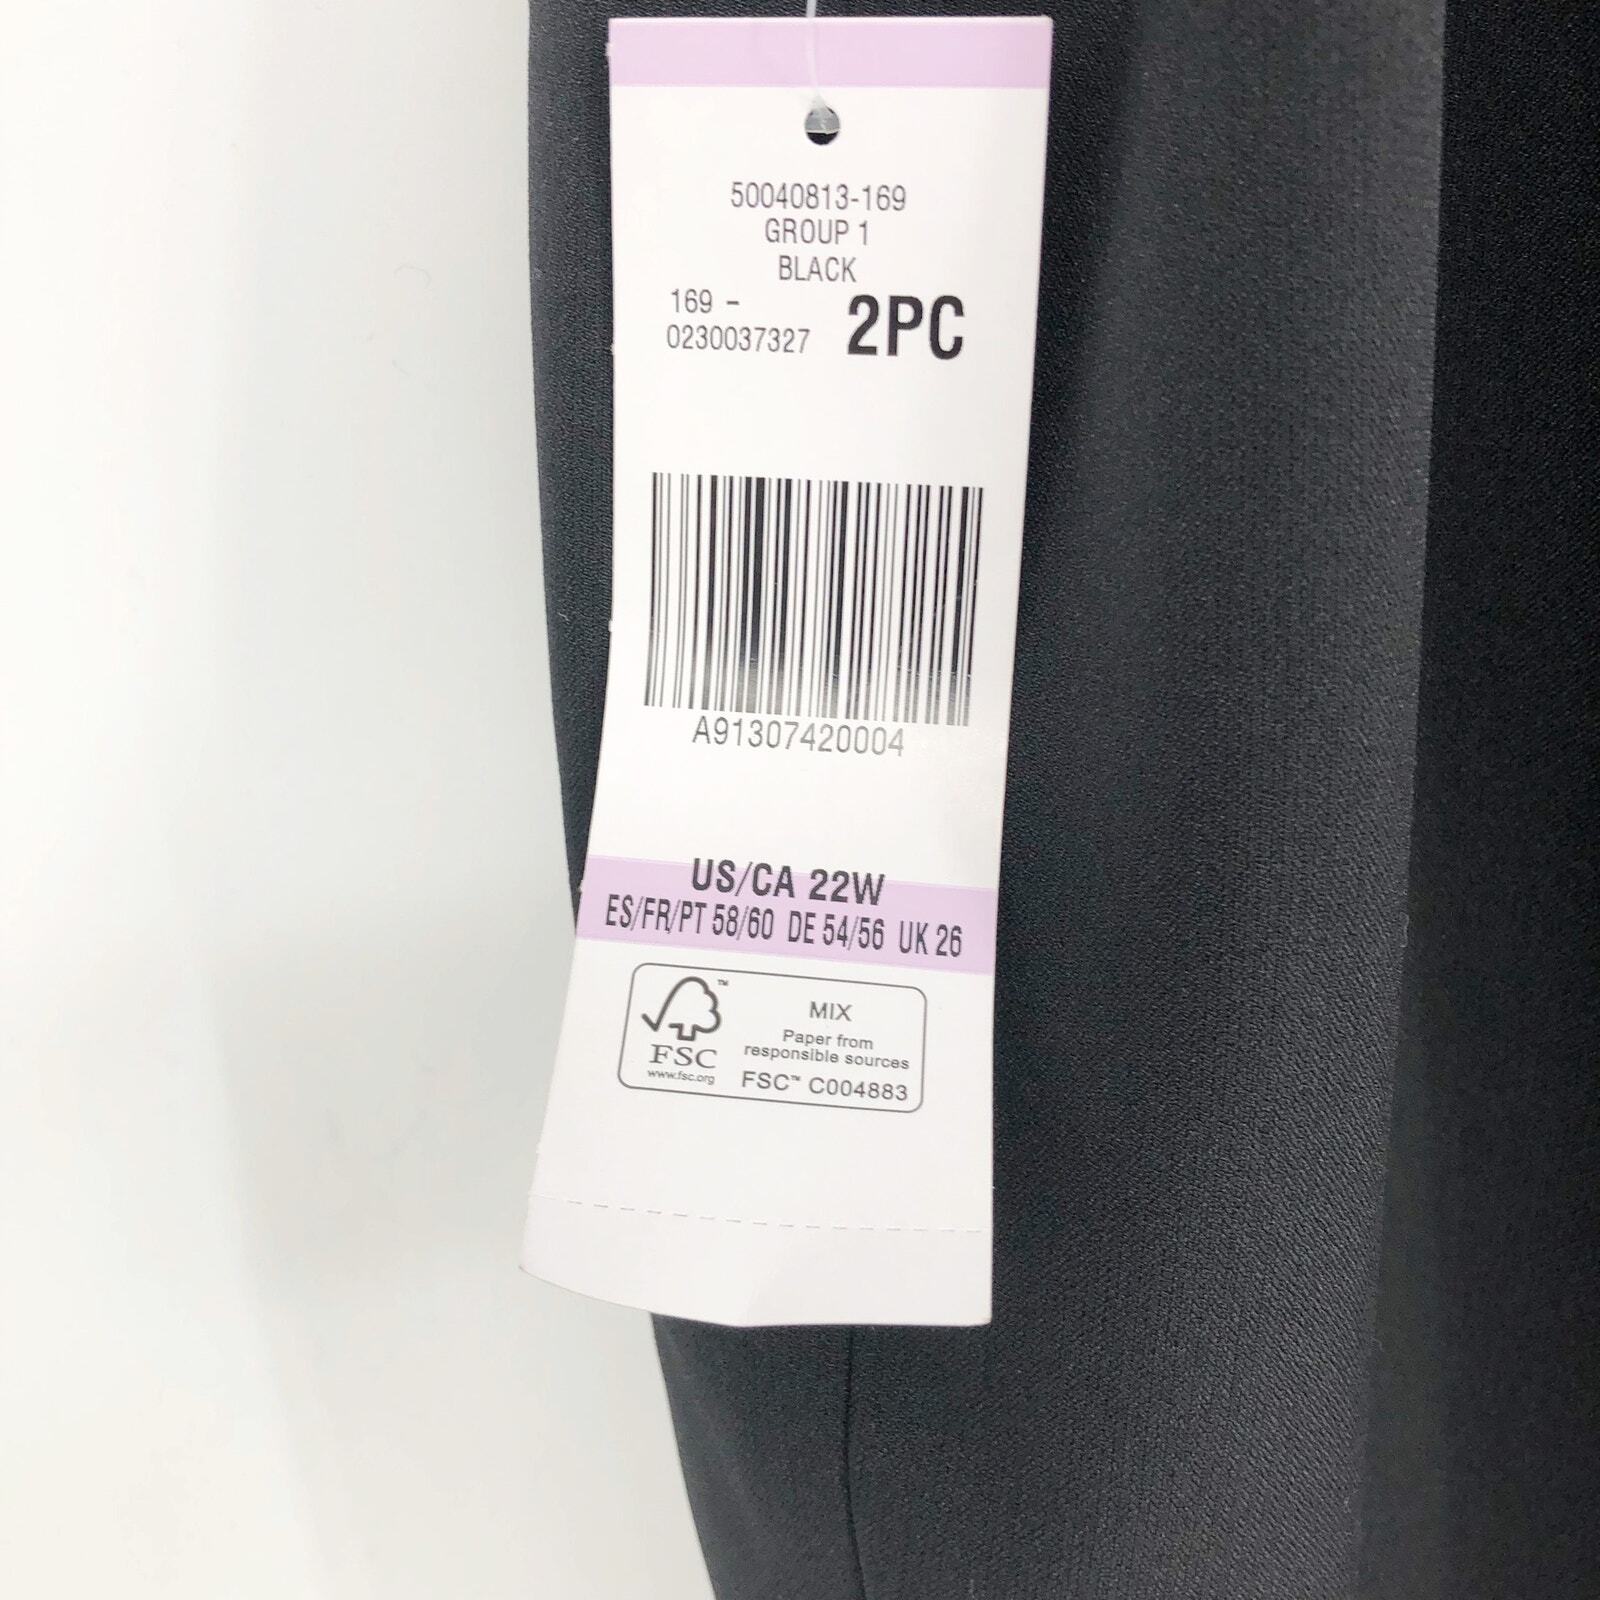 50040813-169
GROUP 1
BLACK
169 -
0230037327 2PC
A91307420004
US/CA 22W
ES/FR/PT 58/60 DE 54/56 UK 26
™
FSC
www.fsc.org
MIX
Paper from
responsible sources
FSC™ C004883